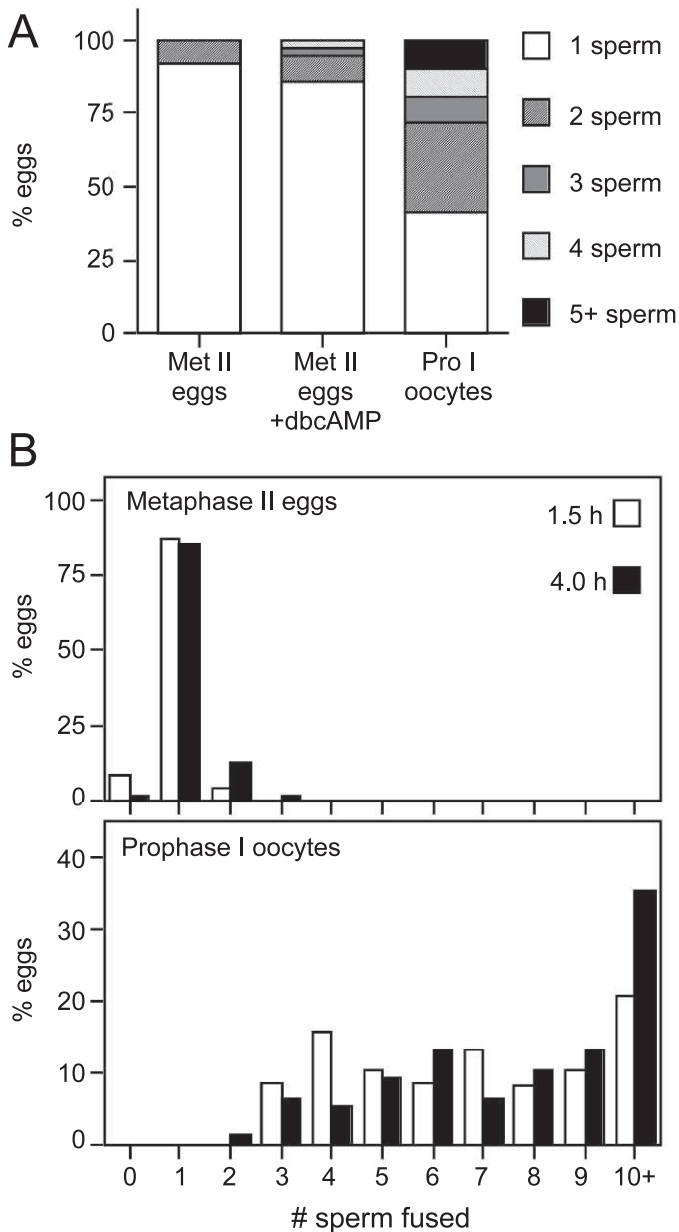 A
100
75
50
25
0
% eggs
Met II
eggs
Met II
eggs
+dbcAMP
Pro I
oocytes
1 sperm
2 sperm
3 sperm
4 sperm
5+ sperm
B
Metaphase II eggs
1.5 h
4.0 h
100
75
50
25
0
% eggs
Prophase I oocytes
40
30
20
10
0
% eggs
0 1 2 3 4 5 6 7 8 9 10+
# sperm fused